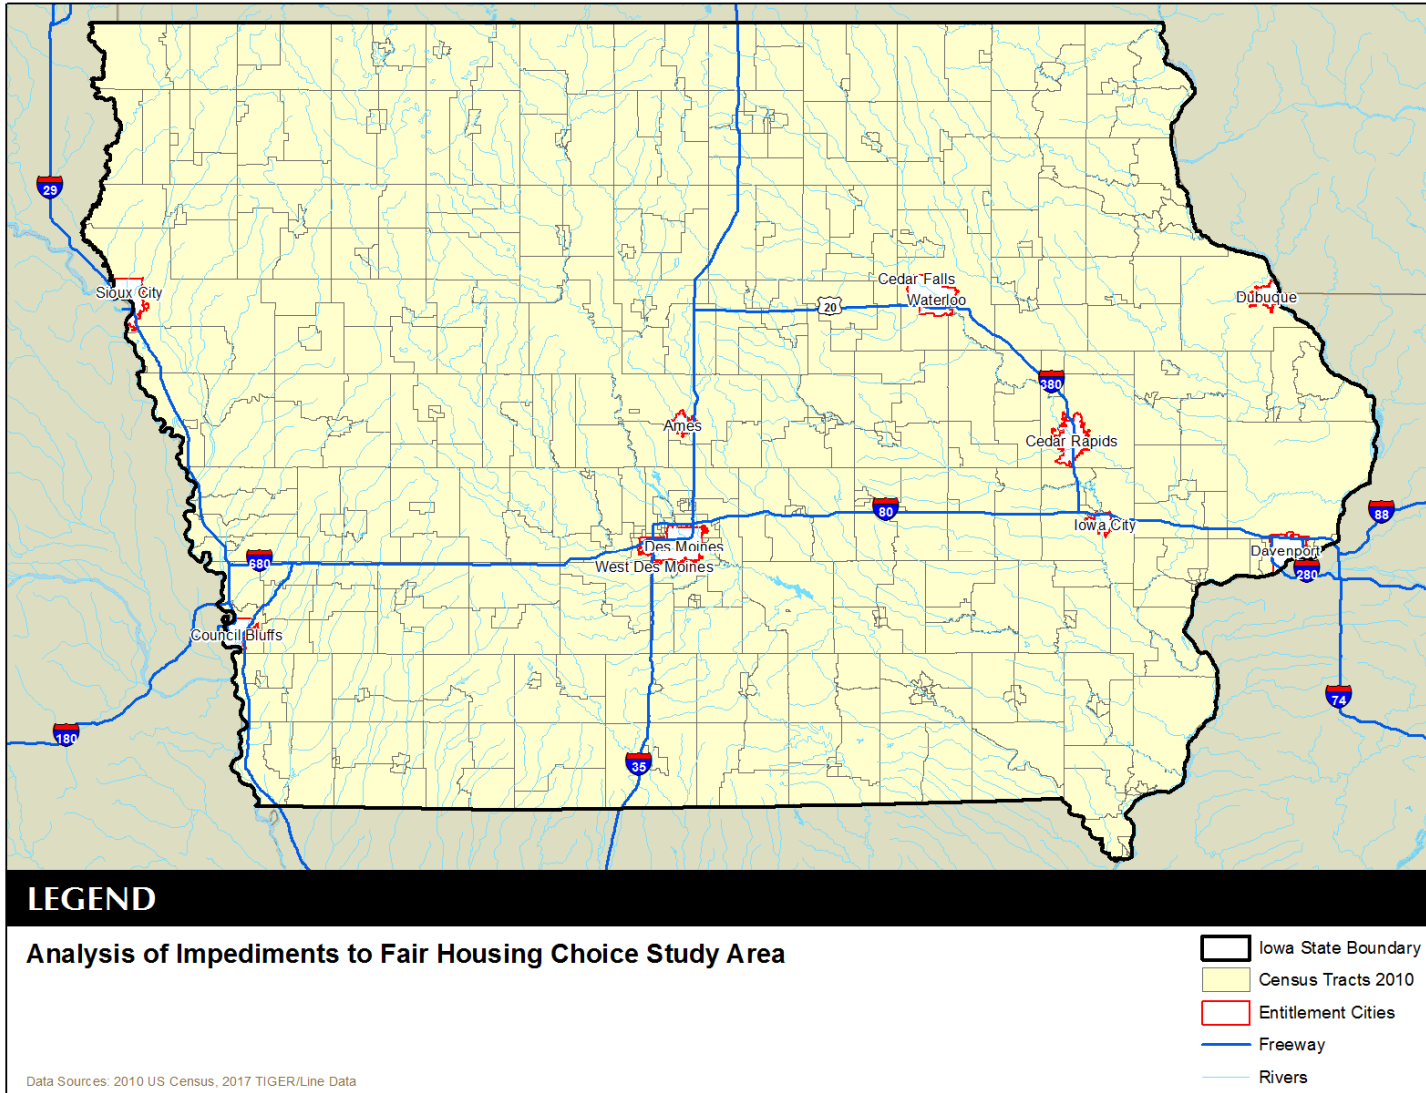 29
Sioux City
Cedar Falls
Waterloo
20
Dubuque
380
Ames
Cedar Rapids
80
88
Iowa City
Des Moines
West Des Moines
Davenport
280
680
Council Bluffs
180
74
35
LEGEND
Analysis of Impediments to Fair Housing Choice Study Area
Iowa State Boundary
Census Tracts 2010
Entitlement Cities
Freeway
Rivers
Data Sources: 2010 US Census, 2017 TIGER/Line Data